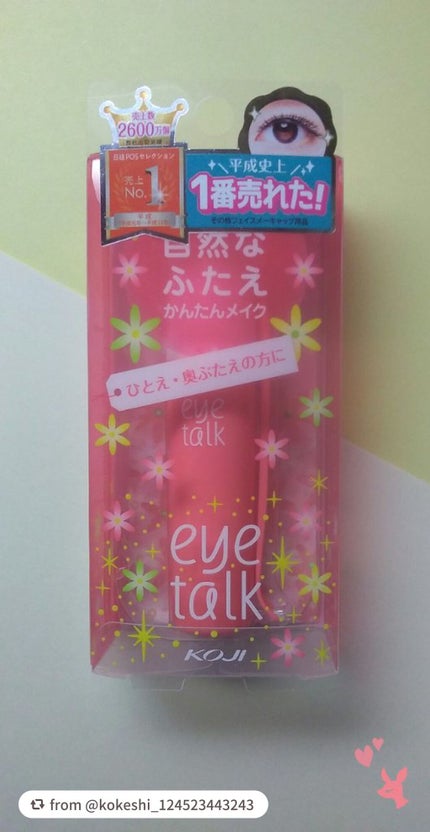 売上数
2600万個
日経POSセレクション
売上
No.1
平成
平成史上
1番売れた!
その他フェイスメーキャップ用品
自然な
ふたえ
かんたんメイク
ひとえ・奥ぶたえの方に
eye
talk
eye
talk
KOJI
from @kokeshi_124523443243